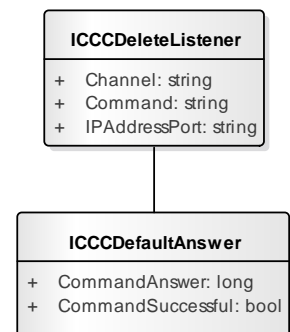 ICCCDeleteListener
+ Channel: string
+ Command: string
+ IPAddressPort: string
ICCCDefaultAnswer
+ CommandAnswer: long
+ CommandSuccessful: bool